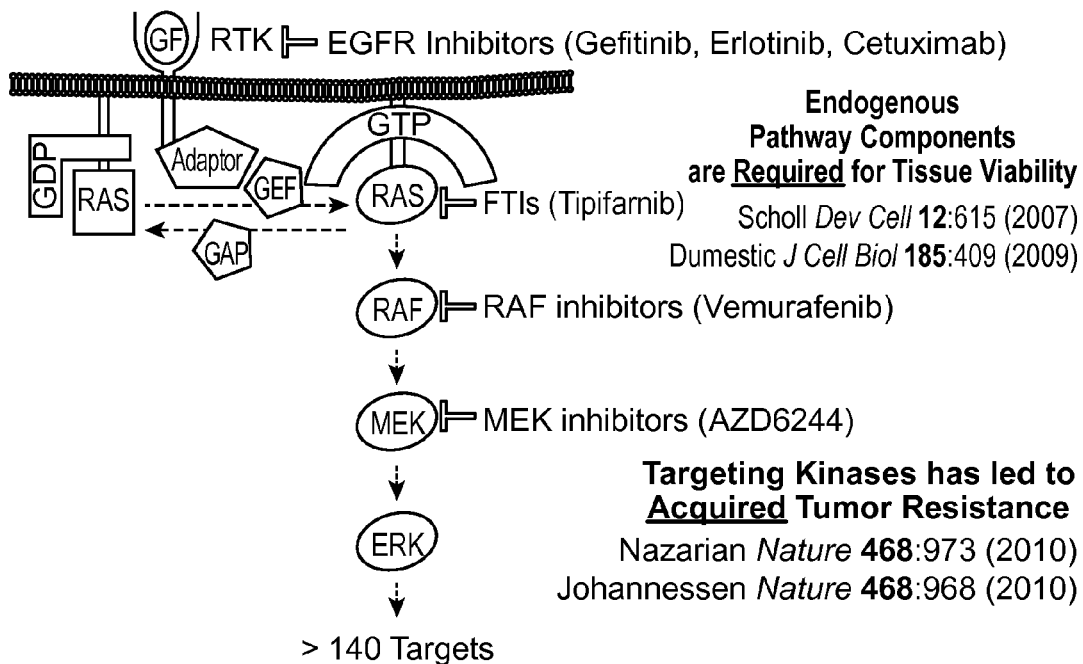 GF RTK EGFR Inhibitors (Gefitinib, Erlotinib, Cetuximab)
Endogenous
Pathway Components
are Required for Tissue Viability
Scholl Dev Cell 12:615 (2007)
Dumestic J Cell Biol 185:409 (2009)
GDP
RAS
Adaptor
GEF
GAP
GTP
RAS
FTIs (Tipifarnib)
RAF
RAF inhibitors (Vemurafenib)
MEK
MEK inhibitors (AZD6244)
Targeting Kinases has led to
Acquired Tumor Resistance
Nazarian Nature 468:973 (2010)
Johannessen Nature 468:968 (2010)
ERK
> 140 Targets